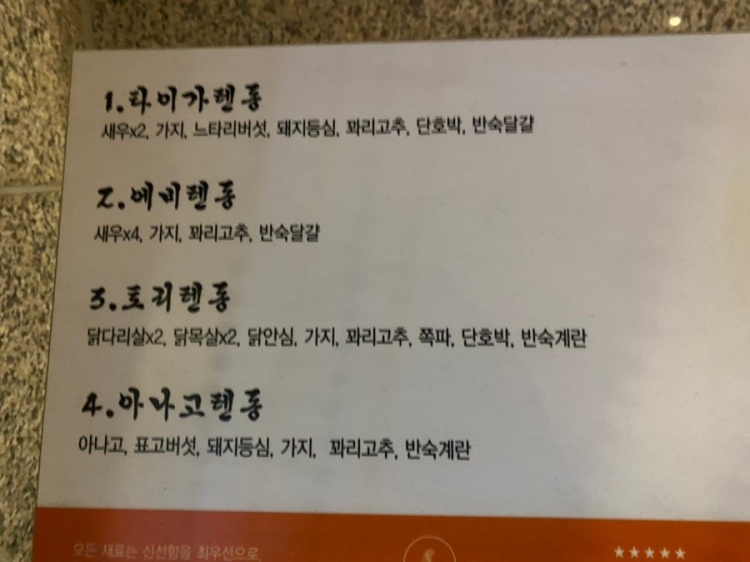 1.타이가텐동
새우x2, 가지, 느타리버섯, 돼지등심, 꽈리고추, 단호박, 반숙달걀
2.에비텐동
새우x4, 가지, 꽈리고추, 반숙달걀
3.토리텐동
닭다리살x2, 닭목살x2, 닭안심, 가지, 꽈리고추, 쪽파, 단호박, 반숙계란
4.아나고텐동
아나고, 표고버섯, 돼지등심, 가지, 꽈리고추, 반숙계란
모든 재료는 신선함을 최우선으로,